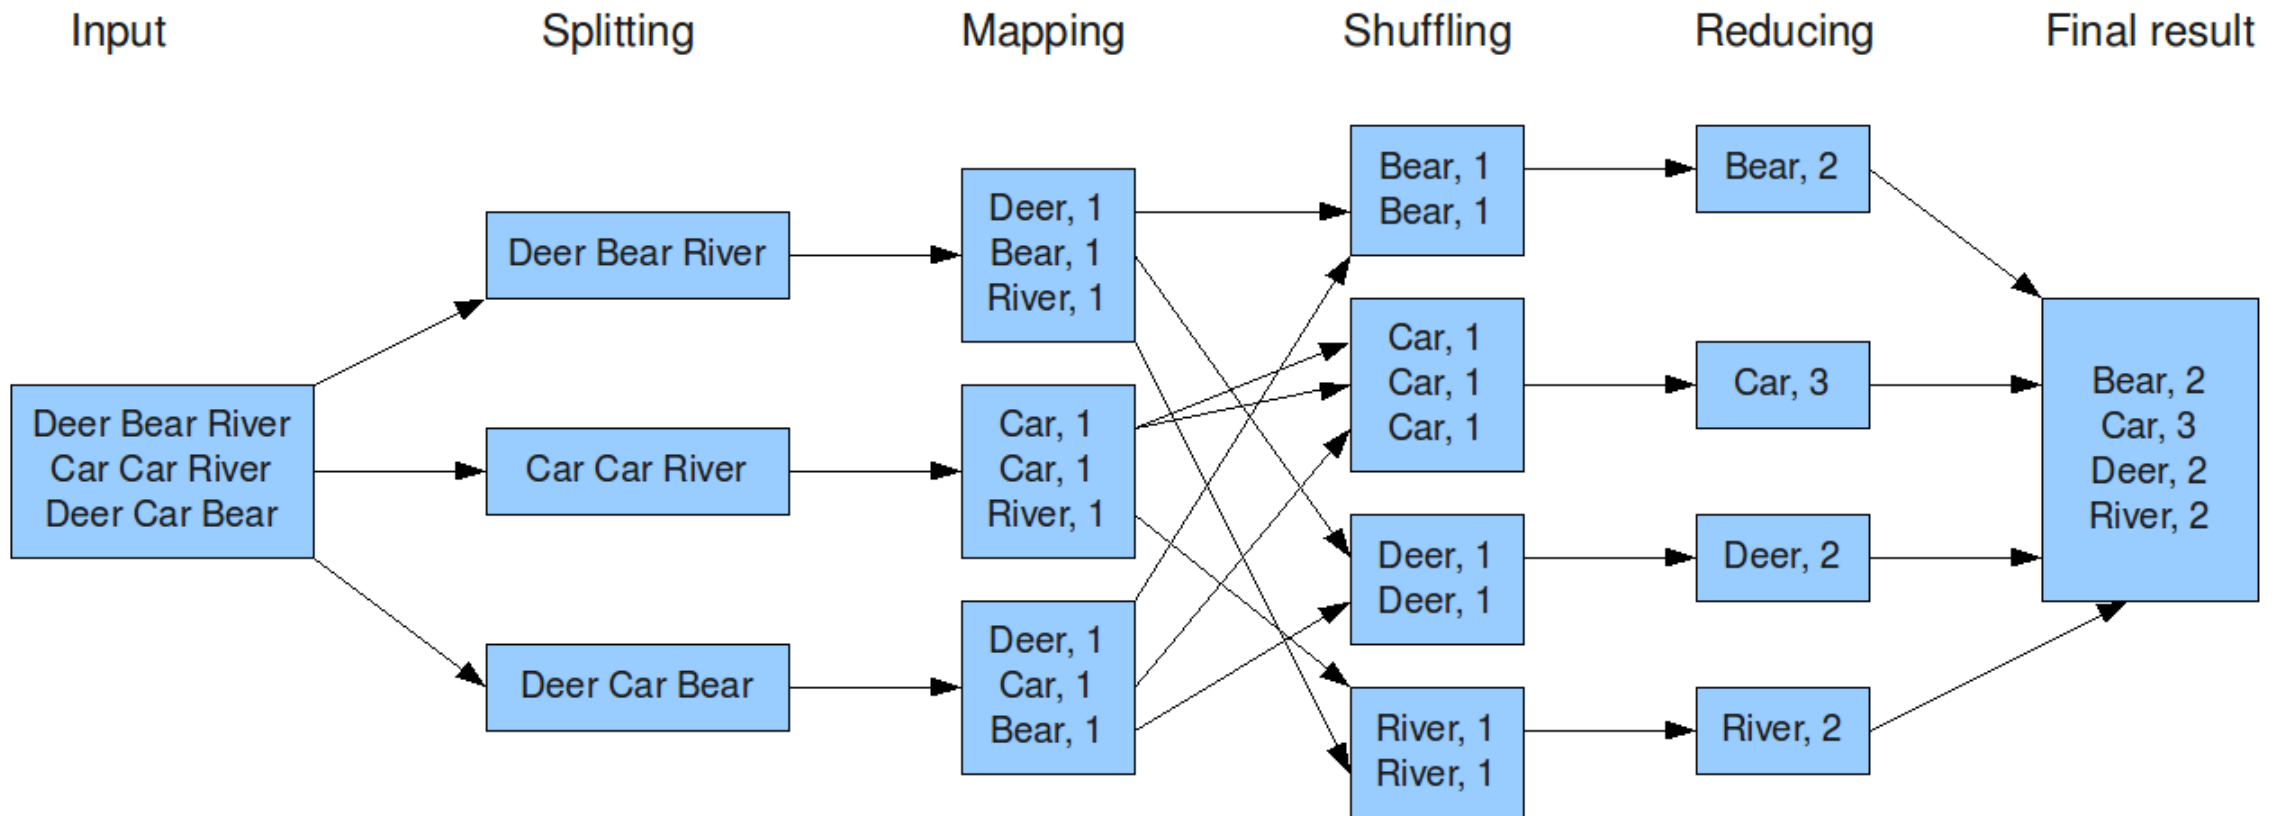 Input
Splitting
Mapping
Shuffling
Reducing
Final result
Deer Bear River
Car Car River
Deer Car Bear
Deer Bear River
Car Car River
Deer Car Bear
Deer, 1
Bear, 1
River, 1
Car, 1
Car, 1
River, 1
Deer, 1
Car, 1
Bear, 1
Bear, 1
Bear, 1
Car, 1
Car, 1
Car, 1
Deer, 1
Deer, 1
River, 1
River, 1
Bear, 2
Car, 3
Deer, 2
River, 2
Bear, 2
Car, 3
Deer, 2
River, 2